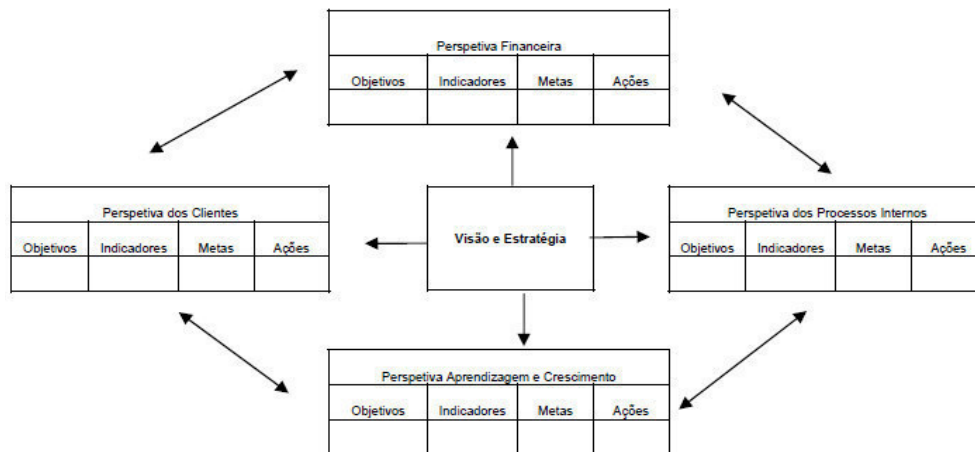 Perspetiva Financeira
Objetivos Indicadores Metas Ações
Perspetiva dos Clientes
Objetivos Indicadores Metas Ações
Visão e Estratégia
Perspetiva dos Processos Internos
Objetivos Indicadores Metas Ações
Perspetiva Aprendizagem e Crescimento
Objetivos Indicadores Metas Ações